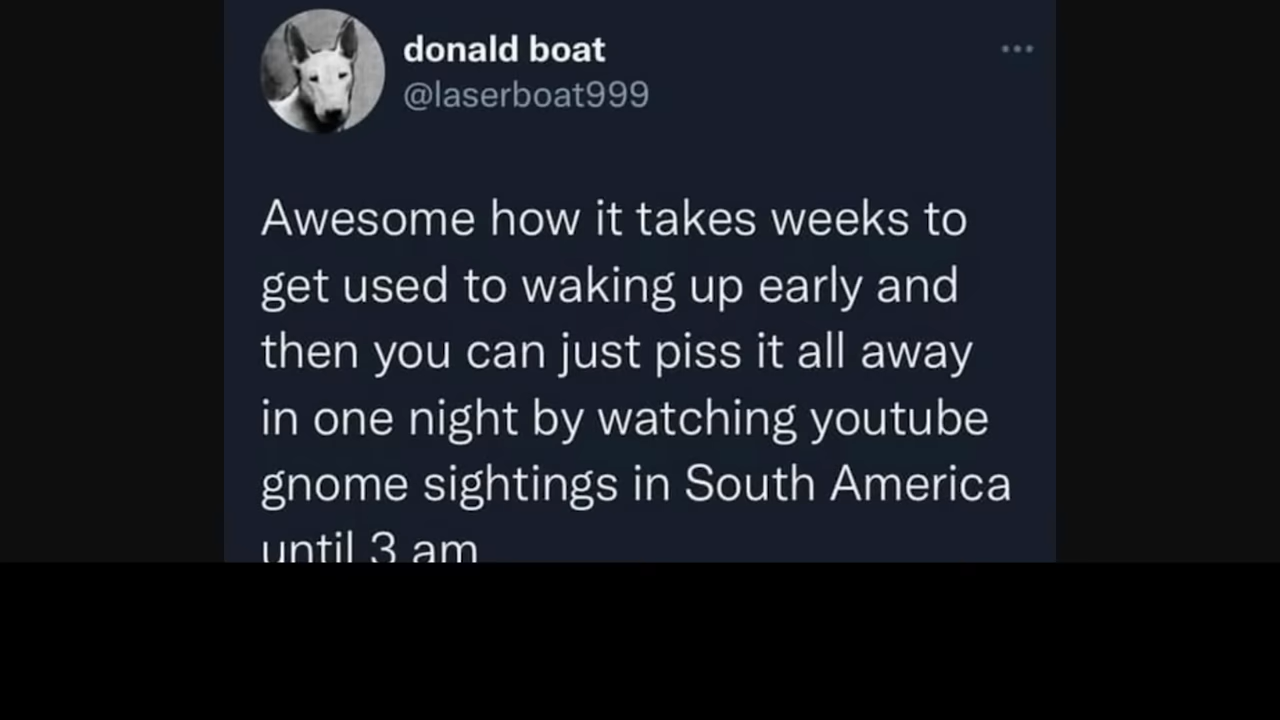 donald boat
@laserboat999
Awesome how it takes weeks to
get used to waking up early and
then you can just piss it all away
in one night by watching youtube
gnome sightings in South America
until 3 am